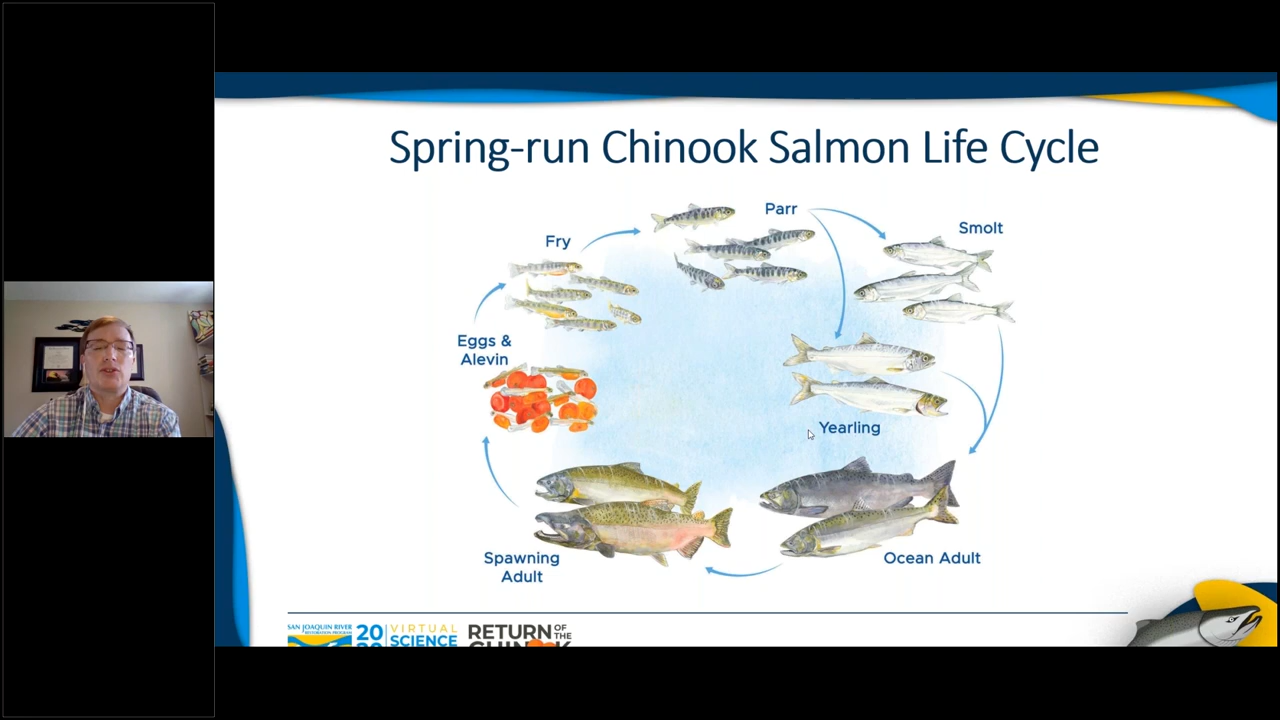 Spring-run Chinook Salmon Life Cycle
Parr
Smolt
Fry
Eggs &
Alevin
Yearling
Spawning
Adult
Ocean Adult
SAN JOAQUIN RIVER
RESTORATION PROGRAM
20
VIRTUAL
SCIENCE
RETURN OF THE